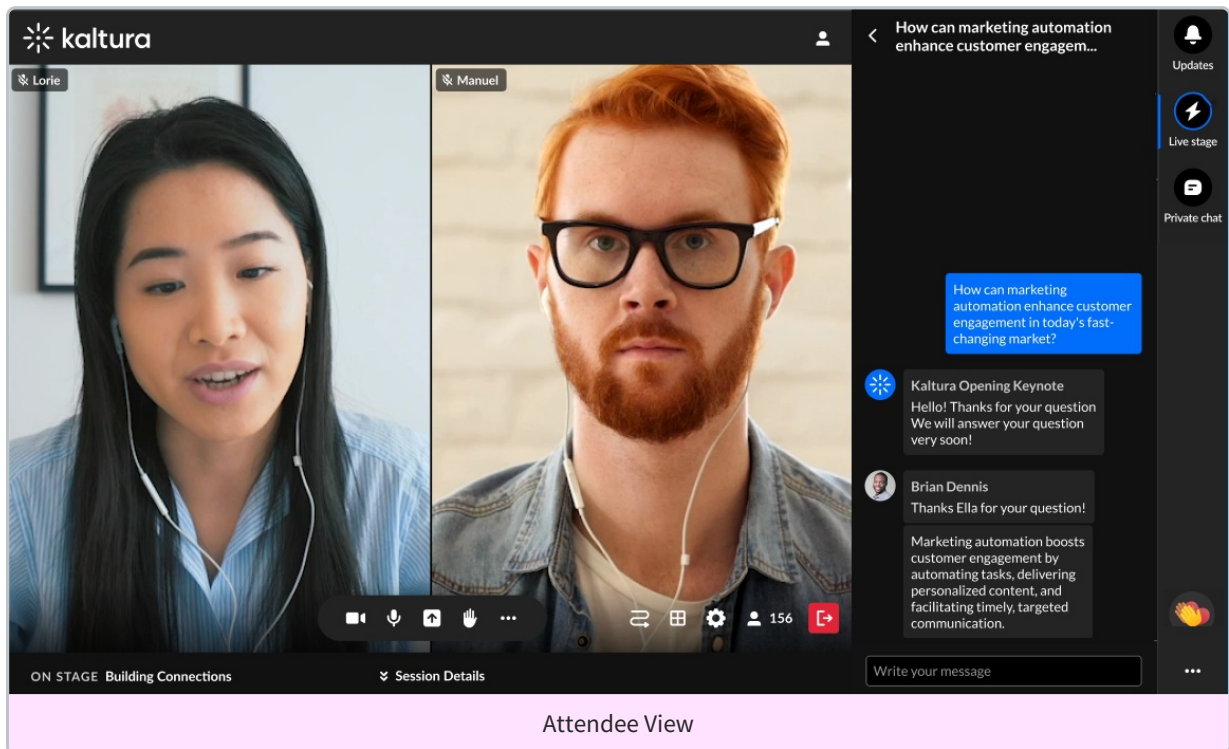 kaltura
Lorie
Manuel
156
ON STAGE Building Connections
Session Details
How can marketing automation
enhance customer engagem...
How can marketing
automation enhance customer
engagement in today's fast-
changing market?
Kaltura Opening Keynote
Hello! Thanks for your question
We will answer your question
very soon!
Brian Dennis
Thanks Ella for your question!
Marketing automation boosts
customer engagement by
automating tasks, delivering
personalized content, and
facilitating timely, targeted
communication.
Write your message
Updates
Live stage
Private chat
Attendee View